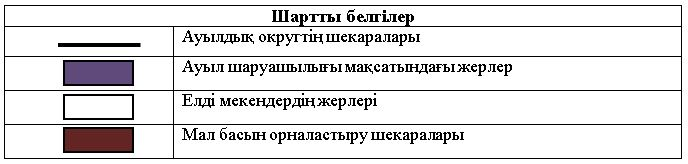 Шартты белгілер
Ауылдық округтің шекаралары
Ауыл шаруашылығы мақсатындағы жерлер
Елді мекендердің жерлері
Мал басын орналастыру шекаралары